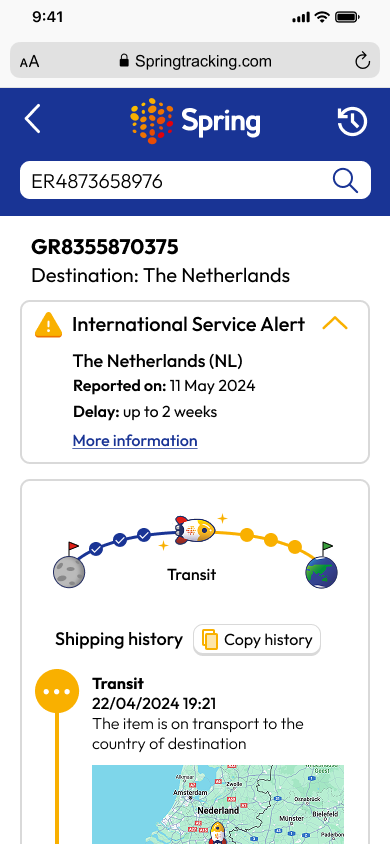 9:41
AA
Springtracking.com
Spring
ER4873658976
GR8355870375
Destination: The Netherlands
International Service Alert
The Netherlands (NL)
Reported on: 11 May 2024
Delay: up to 2 weeks
More information
Transit
Shipping history
Copy history
Transit
22/04/2024 19:21
The item is on transport to the
country of destination
Alkmaar
Zwolle
Amsterdam
Osnabrück
Nederland
Münster
Bielefeld
Paderbor